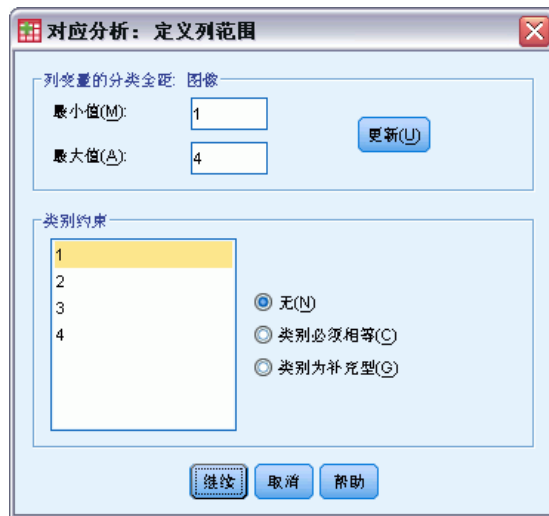 对应分析：定义列范围
列变量的分类全距: 图像
最小值(M):
1
更新(U)
最大值(A):
4
类别约束
1
2
3
4
无(N)
类别必须相等(C)
类别为补充型(G)
继续
取消
帮助